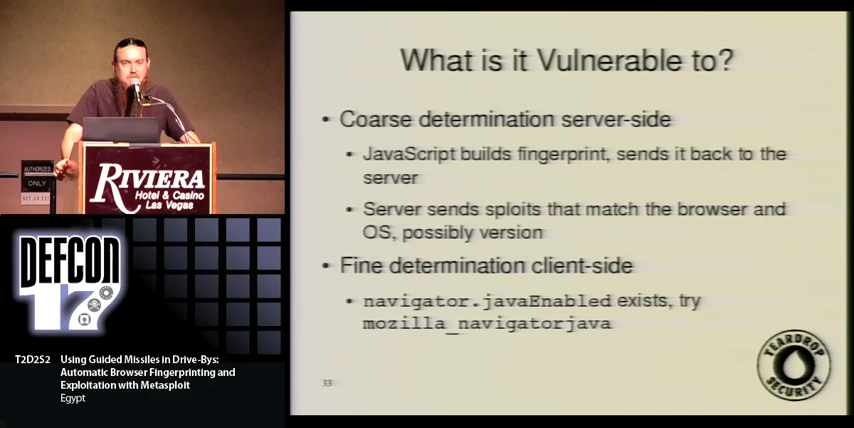 What is it Vulnerable to?
• Coarse determination server-side
• JavaScript builds fingerprint, sends it back to the
server
• Server sends sploits that match the browser and
OS, possibly version
• Fine determination client-side
• navigator.javaEnabled exists, try
mozilla_navigatorjava
33
TEARDROP
SECURITY
AUTHORIZED
ONLY
RIVIERA
Hotel & Casino
Las Vegas
DEFCON
17
T2D252 Using Guided Missiles in Drive-Bys:
Automatic Browser Fingerprinting and
Exploitation with Metasploit
Egypt